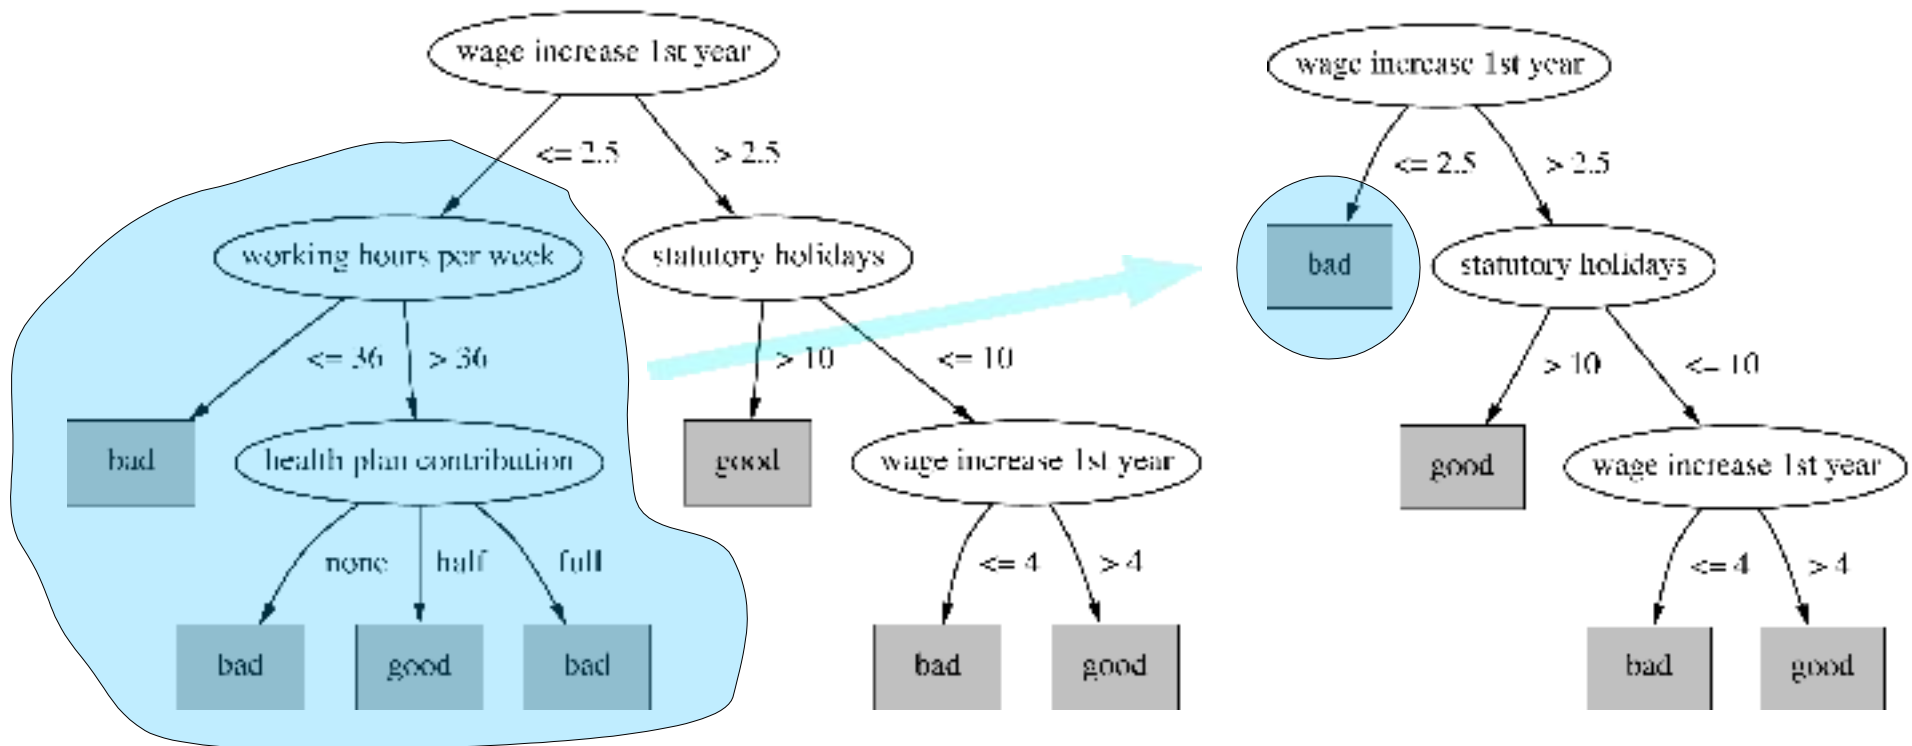 wage increase 1st year
<= 2.5
> 2.5
working hours per week
statutory holidays
<= 36
> 36
> 10
<= 10
bad
health plan contribution
good
wage increase 1st year
none
half
full
<= 4
> 4
bad
good
bad
bad
good
wage increase 1st year
<= 2.5
> 2.5
bad
statutory holidays
> 10
<= 10
good
wage increase 1st year
<= 4
> 4
bad
good